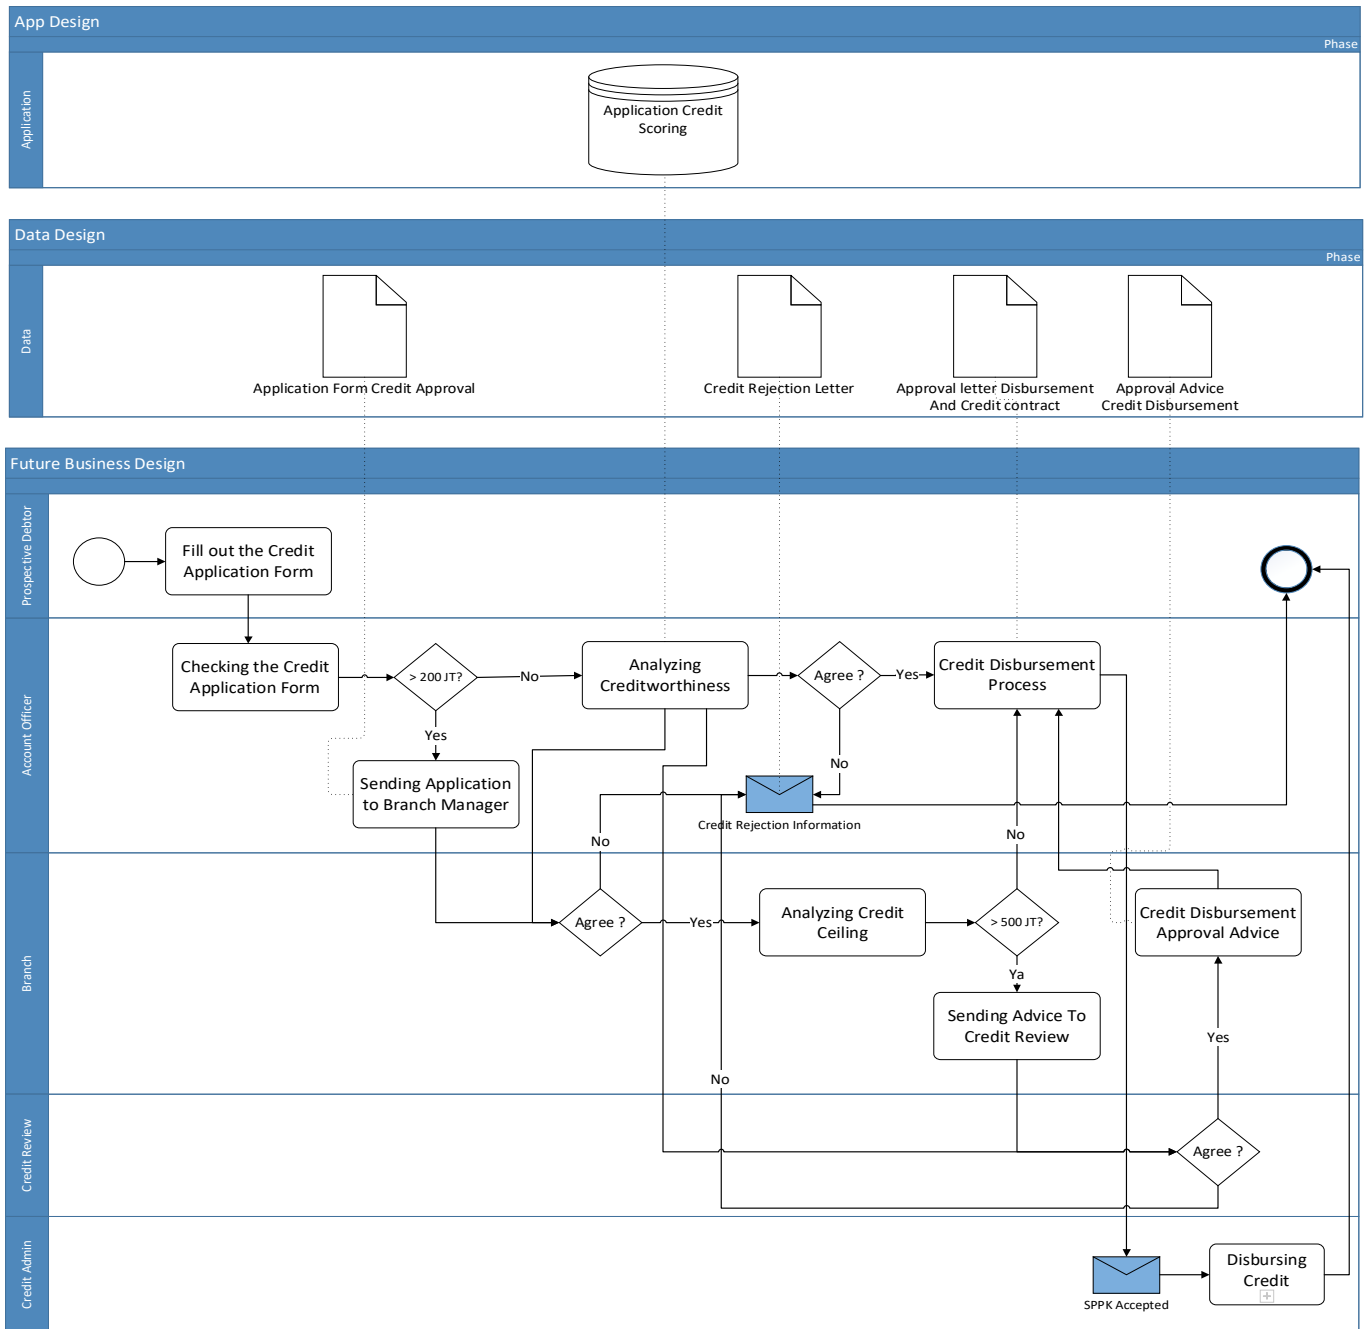 App Design
Phase
Application
Application Credit
Scoring
Data Design
Phase
Data
Application Form Credit Approval
Credit Rejection Letter
Approval letter Disbursement
And Credit contract
Approval Advice
Credit Disbursement
Future Business Design
Prospective Debtor
Fill out the Credit
Application Form
Account Officer
Checking the Credit
Application Form
> 200 JT?
No
Analyzing
Creditworthiness
Agree ?
Yes
Credit Disbursement
Process
Yes
No
Sending Application
to Branch Manager
Credit Rejection Information
No
No
Branch
Agree ?
Yes
Analyzing Credit
Ceiling
> 500 JT?
Credit Disbursement
Approval Advice
Ya
Sending Advice To
Credit Review
Yes
No
Credit Review
Agree ?
Credit Admin
SPPK Accepted
Disbursing
Credit